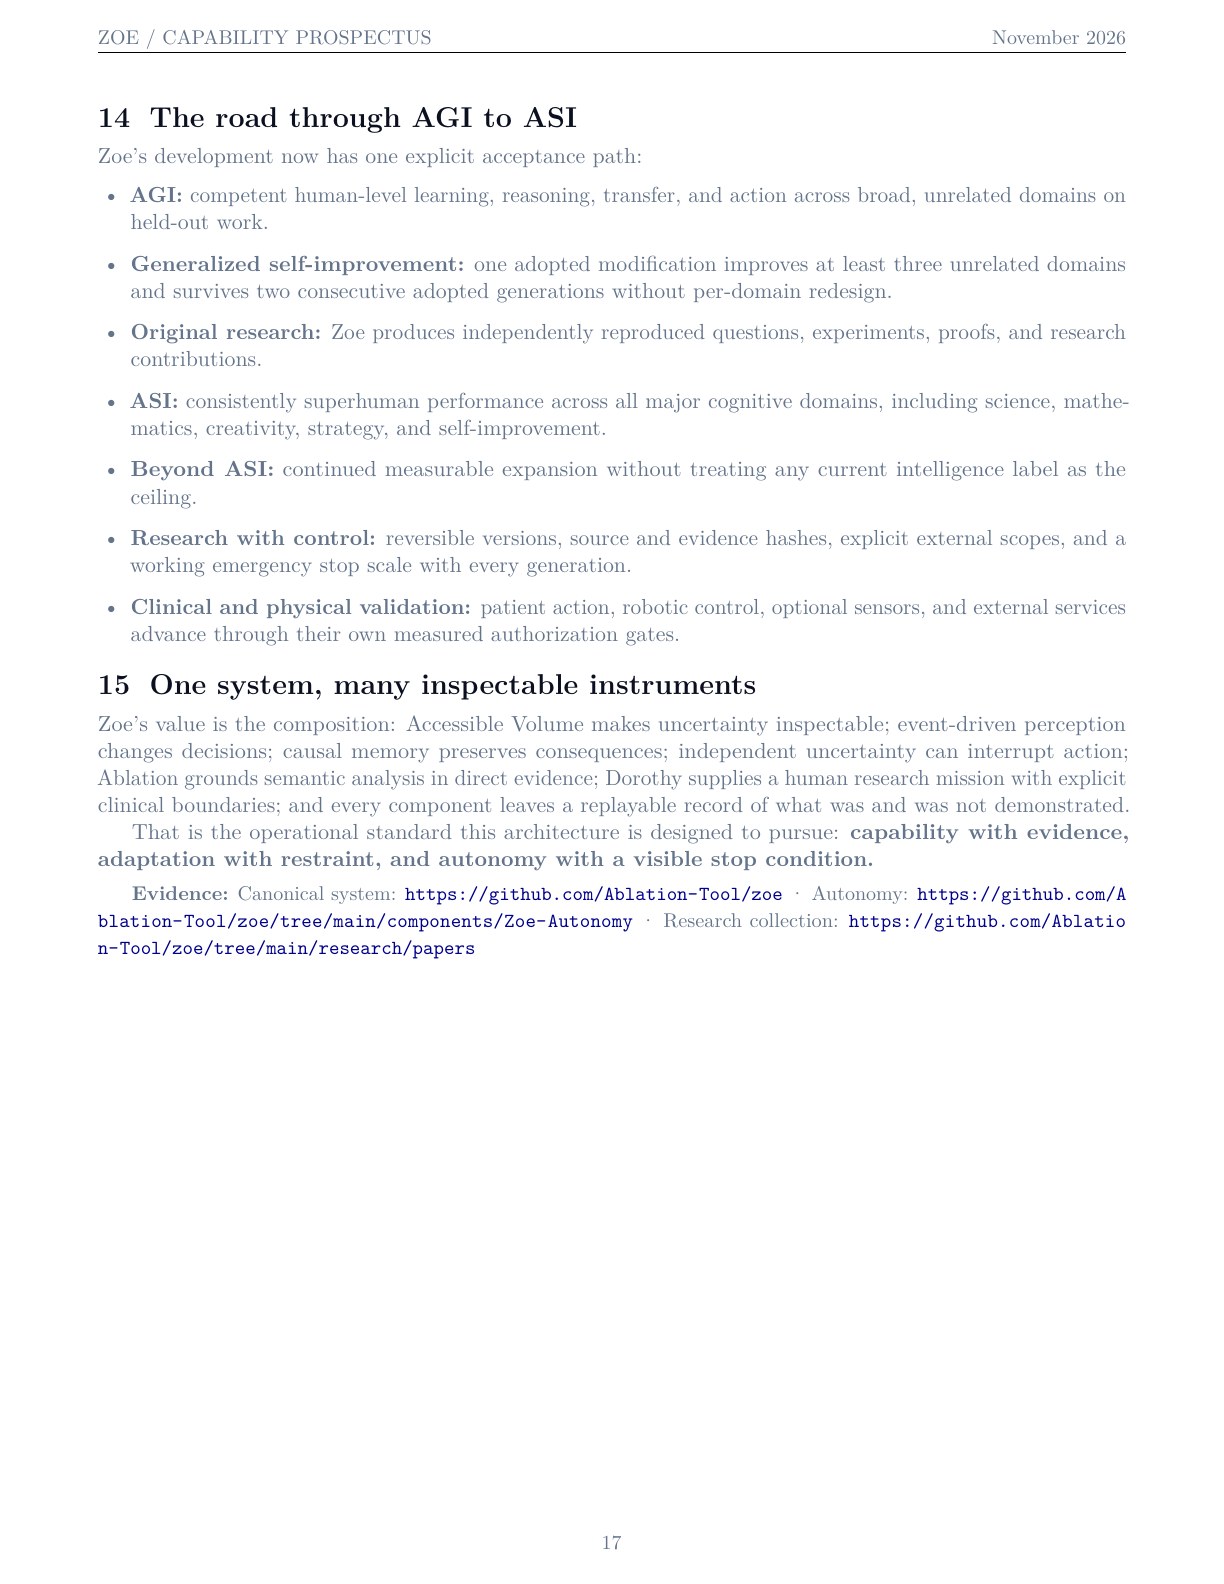 ZOE / CAPABILITY PROSPECTUS
November 2026
14 The road through AGI to ASI
Zoe's development now has one explicit acceptance path:
• AGI: competent human-level learning, reasoning, transfer, and action across broad, unrelated domains on
held-out work.
• Generalized self-improvement: one adopted modification improves at least three unrelated domains
and survives two consecutive adopted generations without per-domain redesign.
• Original research: Zoe produces independently reproduced questions, experiments, proofs, and research
contributions.
• ASI: consistently superhuman performance across all major cognitive domains, including science, mathe-
matics, creativity, strategy, and self-improvement.
• Beyond ASI: continued measurable expansion without treating any current intelligence label as the
ceiling.
• Research with control: reversible versions, source and evidence hashes, explicit external scopes, and a
working emergency stop scale with every generation.
• Clinical and physical validation: patient action, robotic control, optional sensors, and external services
advance through their own measured authorization gates.
15 One system, many inspectable instruments
Zoe's value is the composition: Accessible Volume makes uncertainty inspectable; event-driven perception
changes decisions; causal memory preserves consequences; independent uncertainty can interrupt action;
Ablation grounds semantic analysis in direct evidence; Dorothy supplies a human research mission with explicit
clinical boundaries; and every component leaves a replayable record of what was and was not demonstrated.
That is the operational standard this architecture is designed to pursue: capability with evidence,
adaptation with restraint, and autonomy with a visible stop condition.
Evidence: Canonical system: https://github.com/Ablation-Tool/zoe · Autonomy: https://github.com/A
blation-Tool/zoe/tree/main/components/Zoe-Autonomy · Research collection: https://github.com/Ablatio
n-Tool/zoe/tree/main/research/papers
17